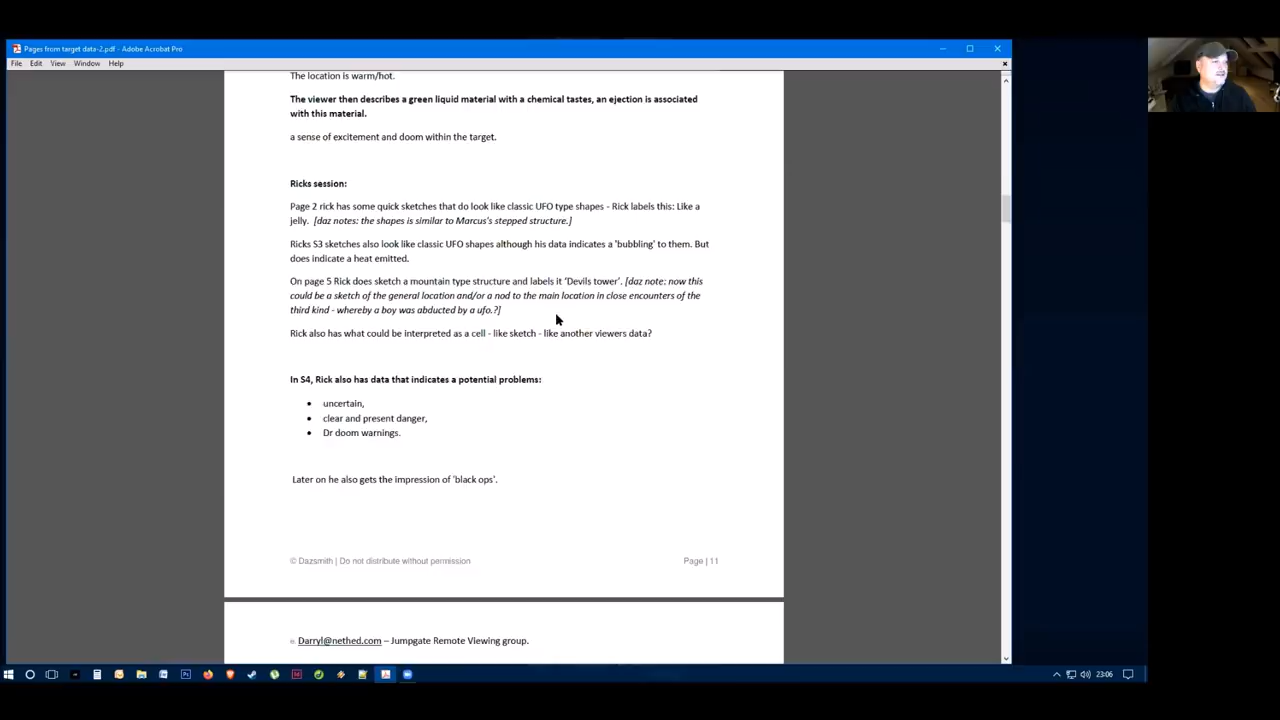 Pages from target data-2.pdf - Adobe Acrobat Pro
File Edit View Window Help
The location is warm/hot.
The viewer then describes a green liquid material with a chemical tastes, an ejection is associated
with this material.
a sense of excitement and doom within the target.
Ricks session:
Page 2 rick has some quick sketches that do look like classic UFO type shapes - Rick labels this: Like a
jelly. [daz notes: the shapes is similar to Marcus's stepped structure.]
Ricks S3 sketches also look like classic UFO shapes although his data indicates a 'bubbling' to them. But
does indicate a heat emitted.
On page 5 Rick does sketch a mountain type structure and labels it 'Devils tower'. [daz note: now this
could be a sketch of the general location and/or a nod to the main location in close encounters of the
third kind - whereby a boy was abducted by a ufo.?]
Rick also has what could be interpreted as a cell - like sketch - like another viewers data?
In S4, Rick also has data that indicates a potential problems:
• uncertain,
• clear and present danger,
• Dr doom warnings.
Later on he also gets the impression of 'black ops'.
© Dazsmith | Do not distribute without permission Page | 11
e. Darryl@nethed.com – Jumpgate Remote Viewing group.
23:06